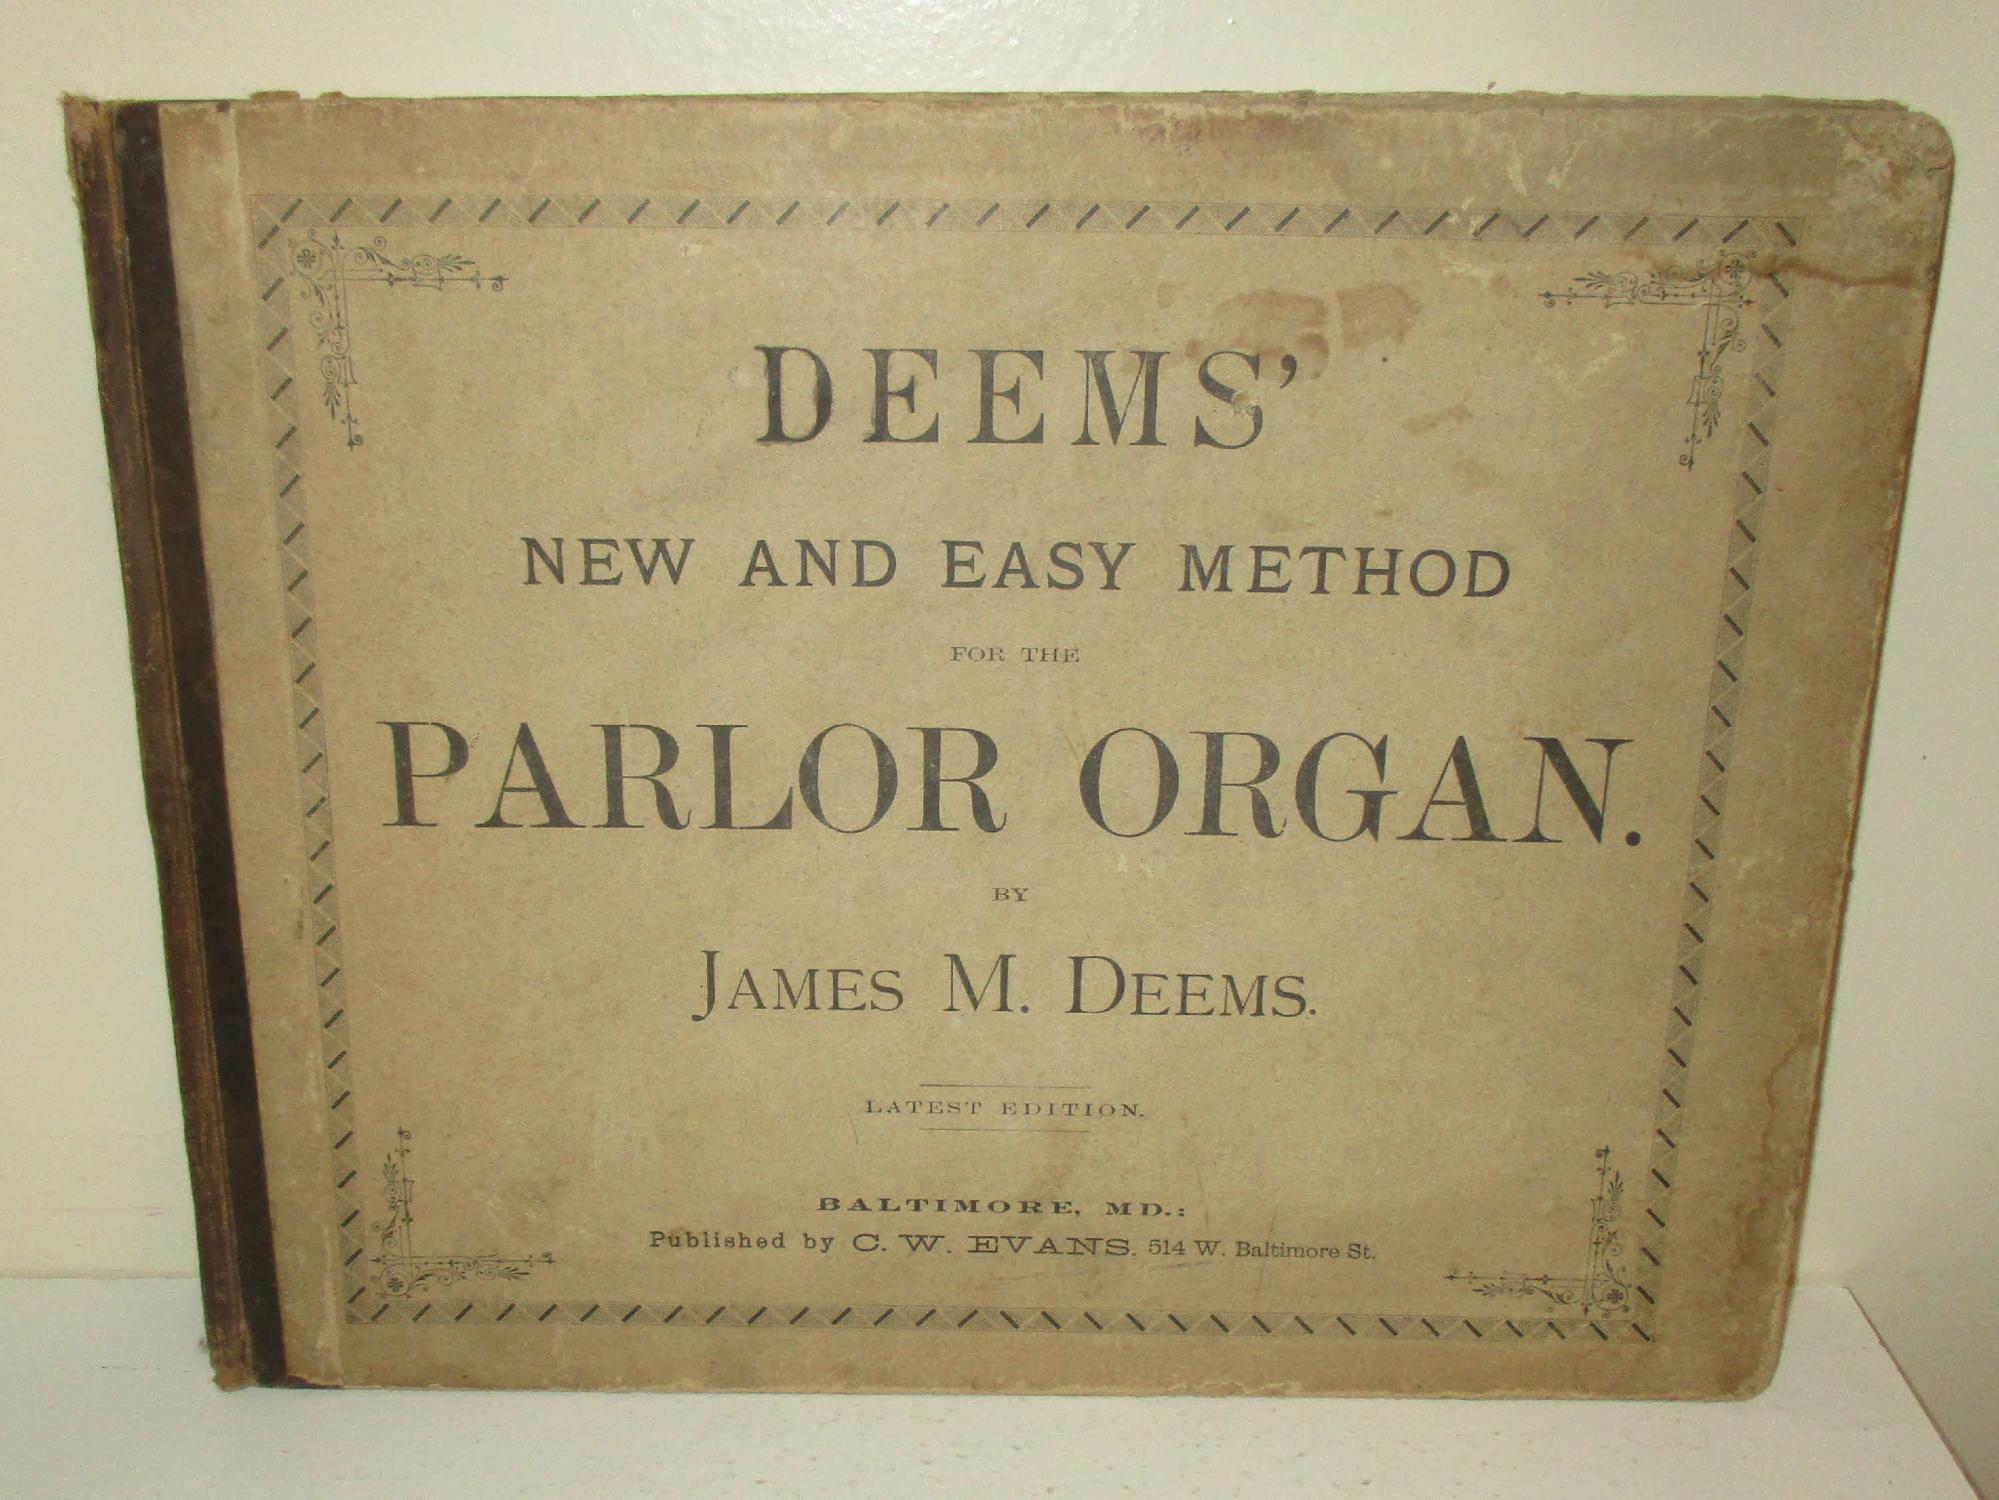 DEEMS'
NEW AND EASY METHOD
FOR THE
PARLOR ORGAN.
BY
JAMES M. DEEMS.
LATEST EDITION.
BALTIMORE, MD.:
Published by C. W. EVANS. 514 W. Baltimore St.